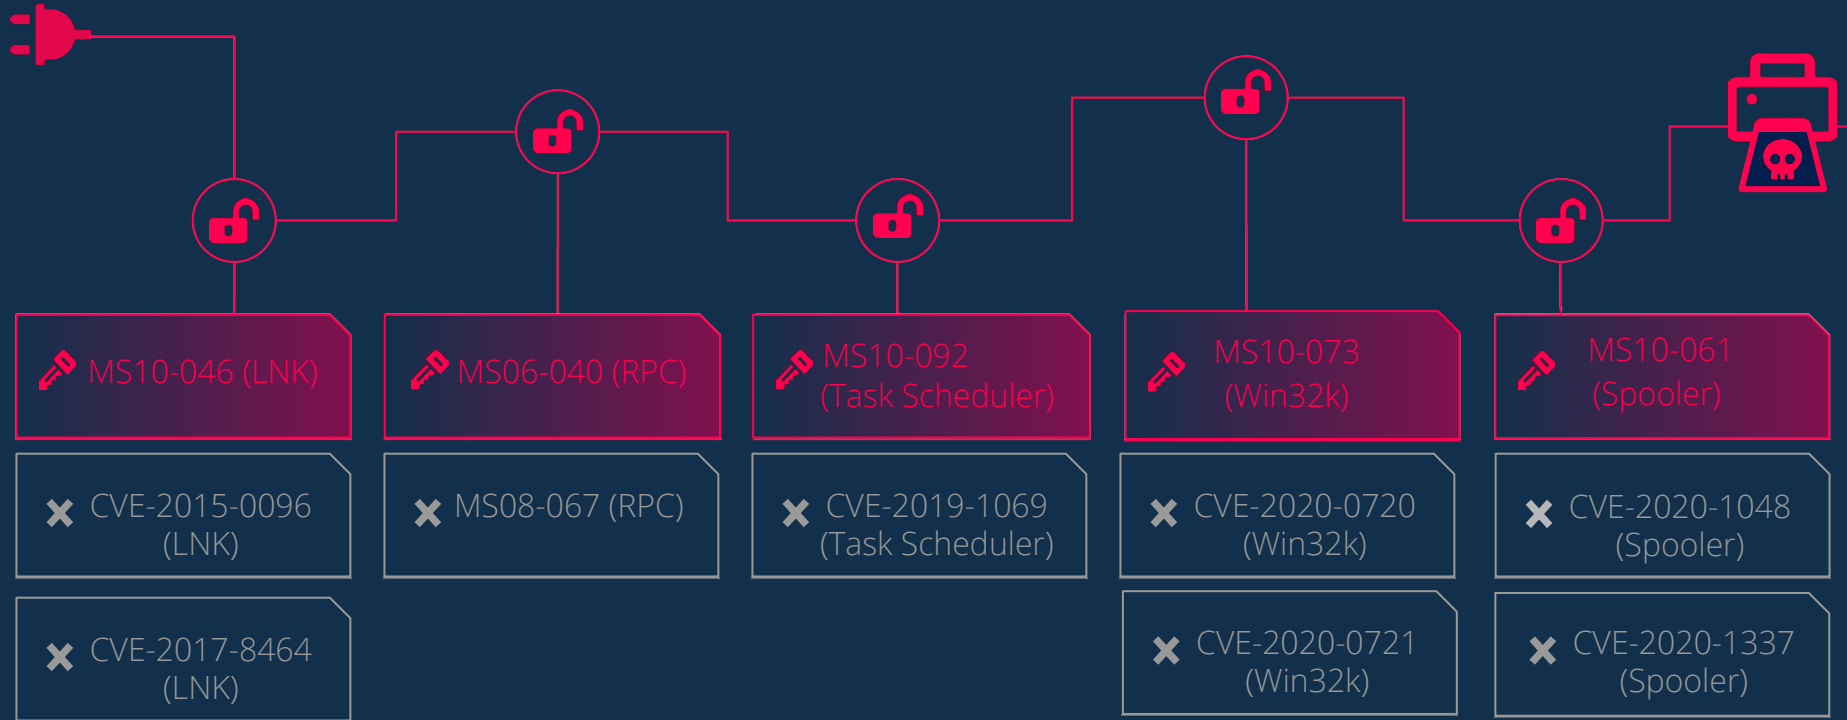 MS10-046 (LNK)
MS06-040 (RPC)
MS10-092
(Task Scheduler)
MS10-073
(Win32k)
MS10-061
(Spooler)
CVE-2015-0096
(LNK)
MS08-067 (RPC)
CVE-2019-1069
(Task Scheduler)
CVE-2020-0720
(Win32k)
CVE-2020-1048
(Spooler)
CVE-2017-8464
(LNK)
CVE-2020-0721
(Win32k)
CVE-2020-1337
(Spooler)